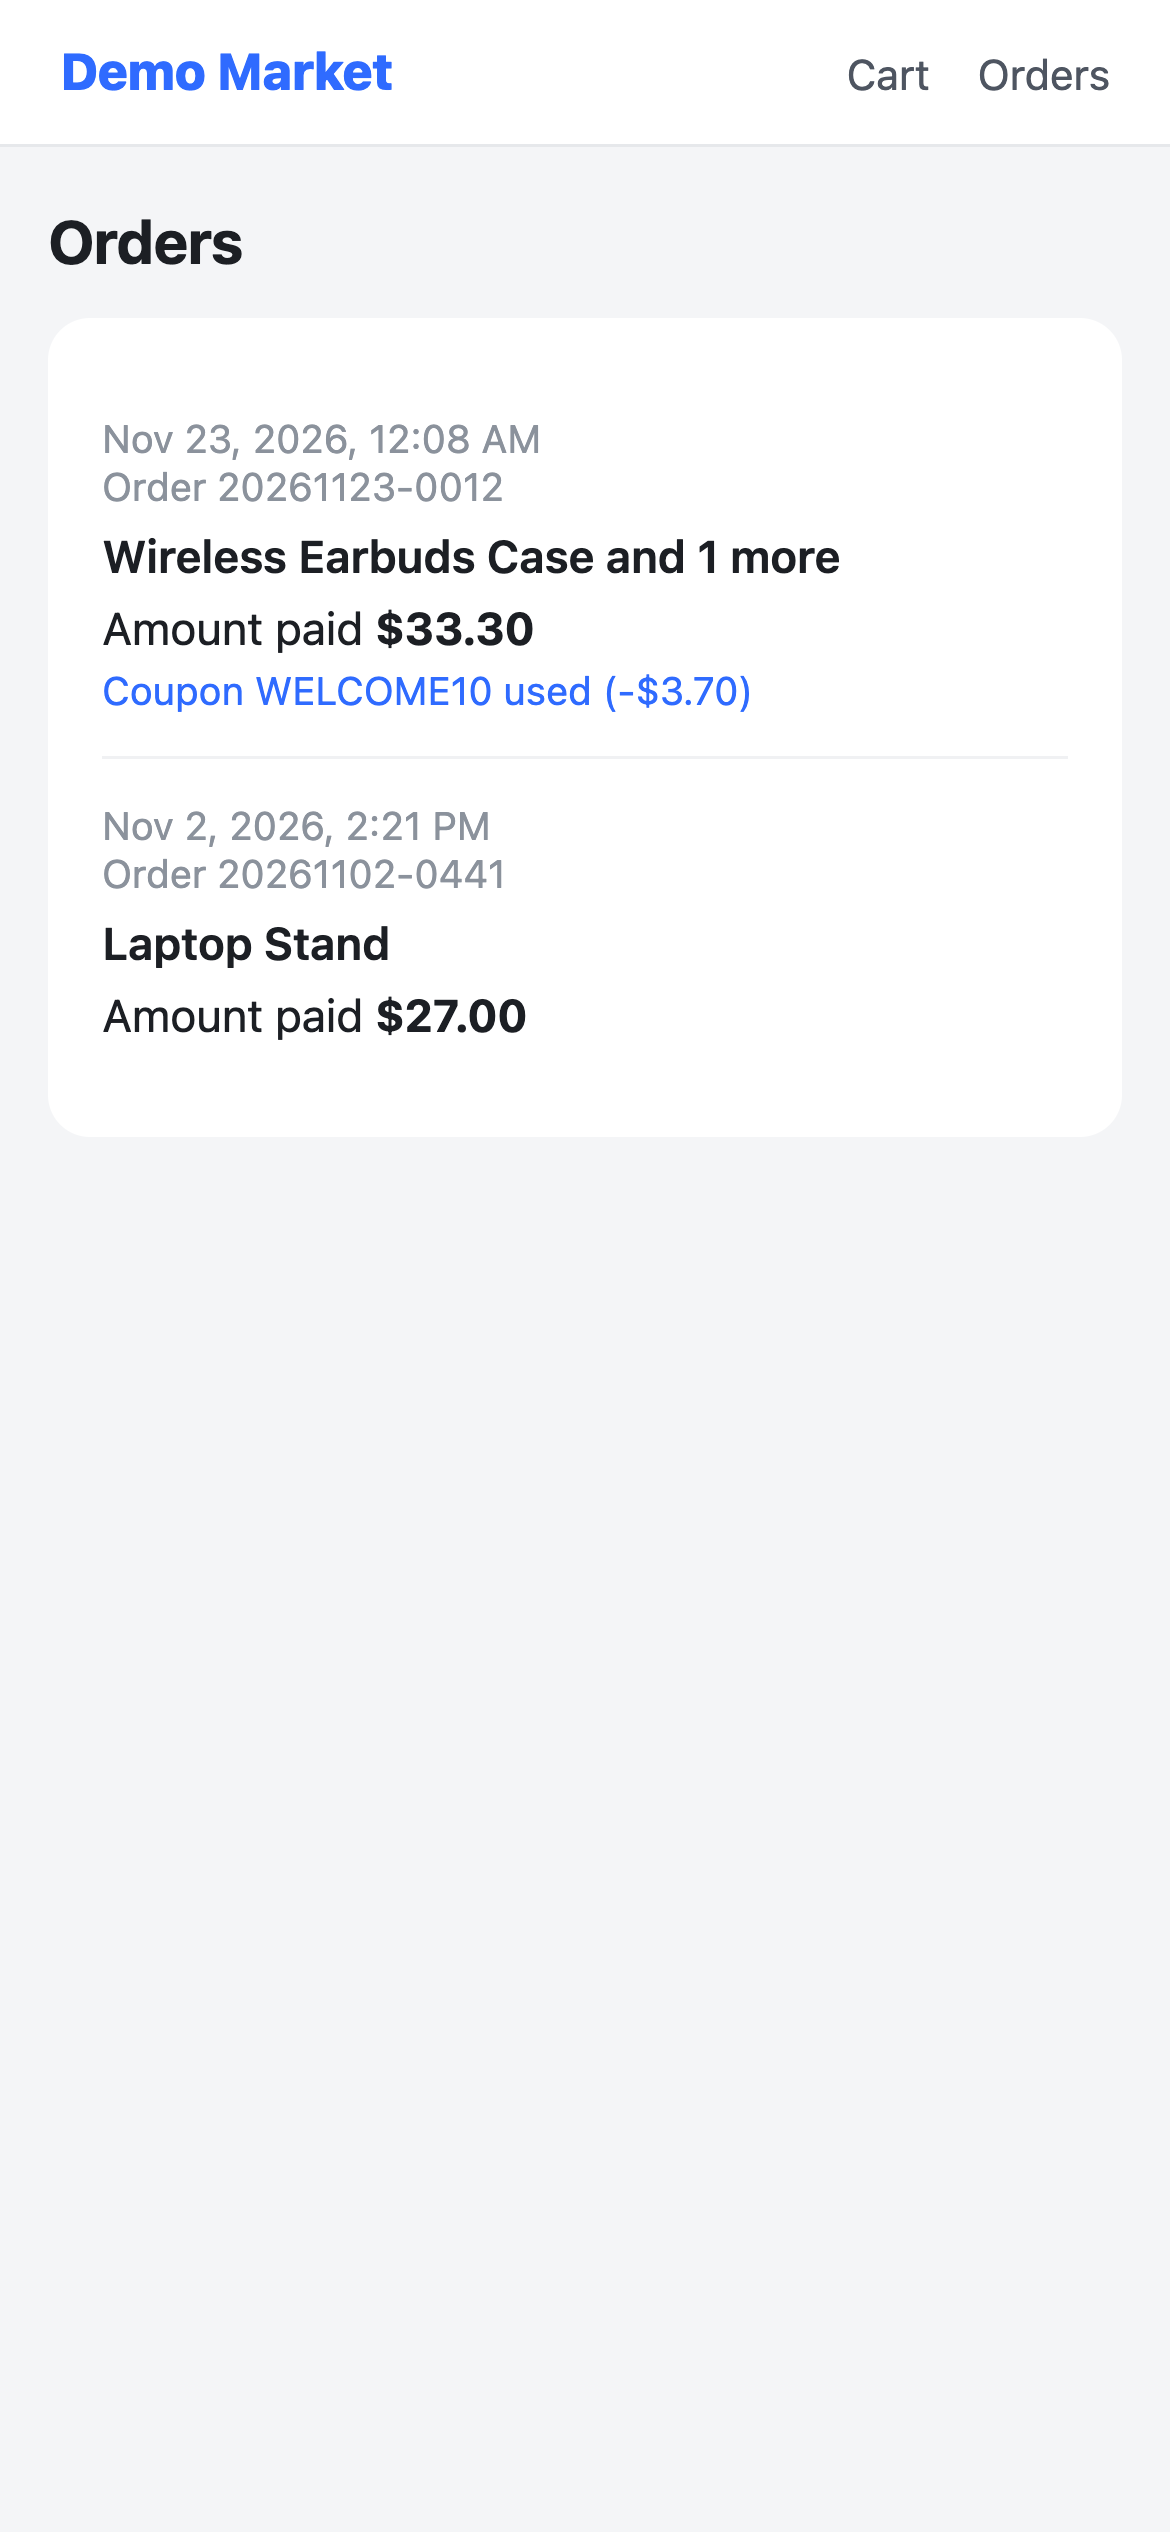 Demo Market
Cart Orders
Orders
Nov 23, 2026, 12:08 AM
Order 20261123-0012
Wireless Earbuds Case and 1 more
Amount paid $33.30
Coupon WELCOME10 used (-$3.70)
Nov 2, 2026, 2:21 PM
Order 20261102-0441
Laptop Stand
Amount paid $27.00